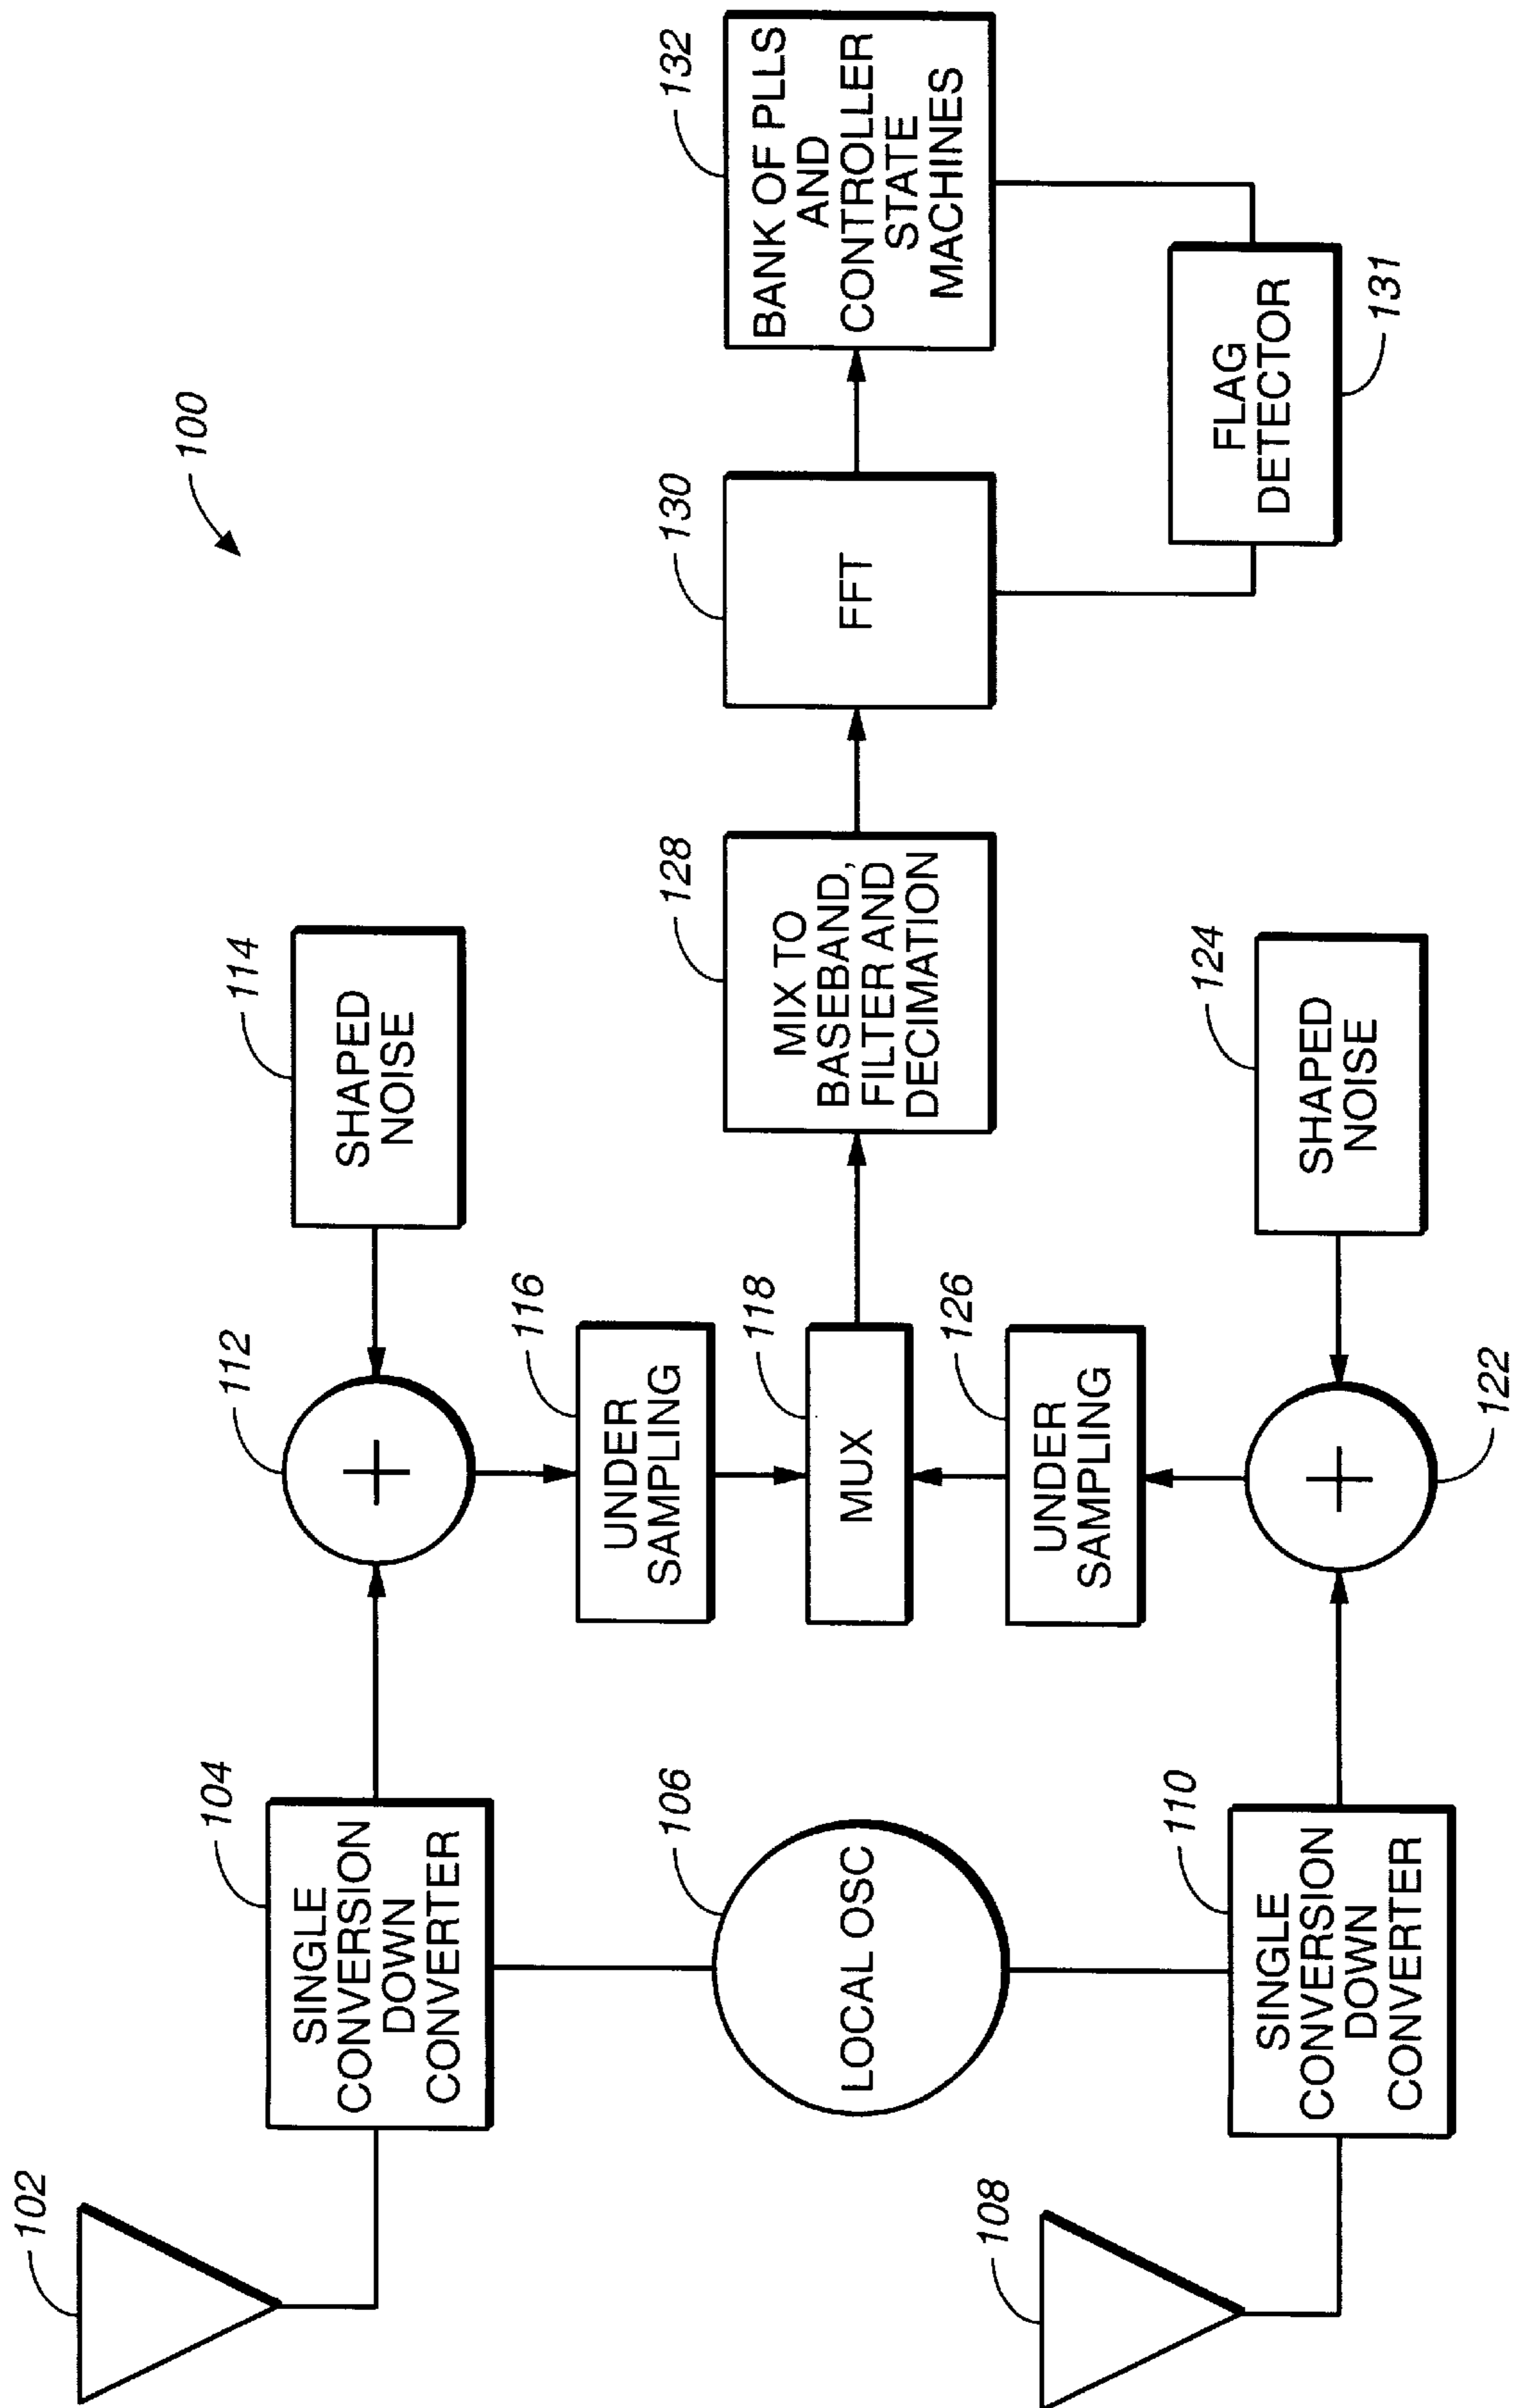 100
102
104
SINGLE
CONVERSION
DOWN
CONVERTER
112
114
SHAPED
NOISE
116
UNDER
SAMPLING
106
LOCAL OSC
118
MUX
128
MIX TO
BASEBAND,
FILTER AND
DECIMATION
130
FFT
132
BANK OF PLLS
AND
CONTROLLER
STATE
MACHINES
126
UNDER
SAMPLING
108
110
SINGLE
CONVERSION
DOWN
CONVERTER
122
124
SHAPED
NOISE
FLAG
DETECTOR
131